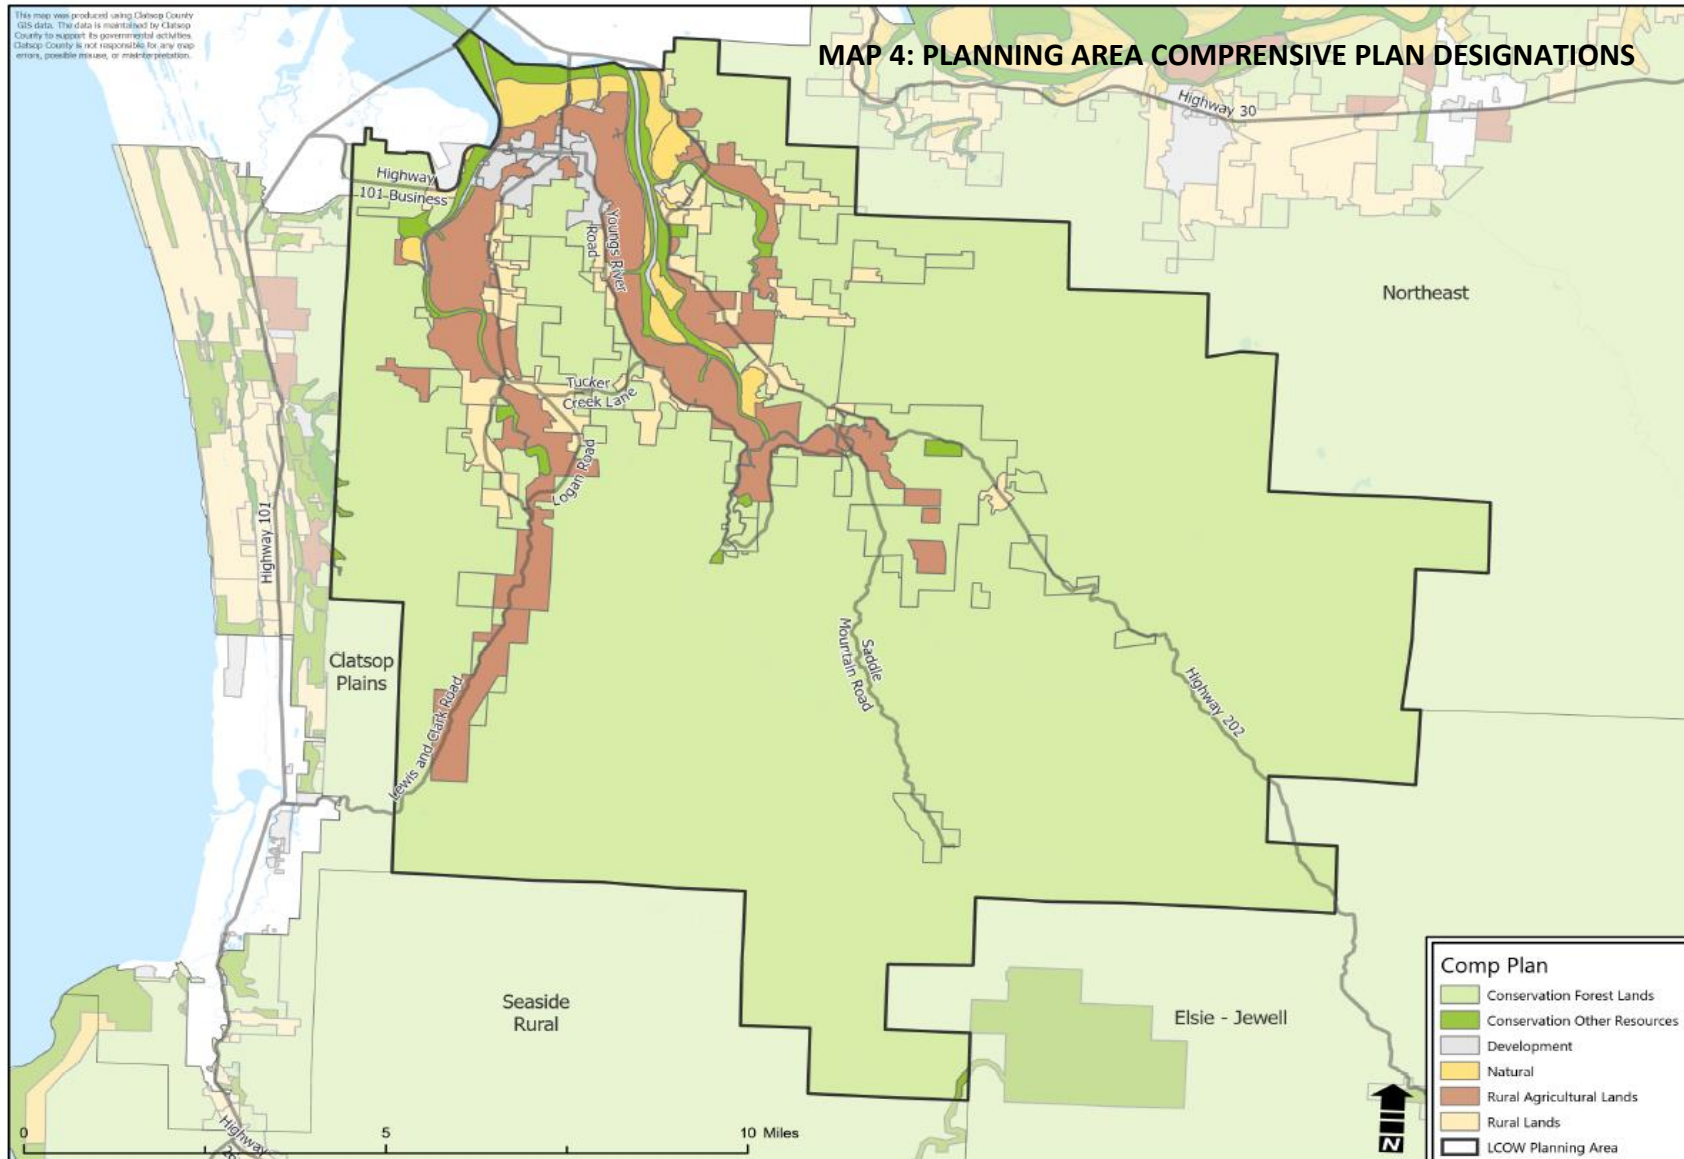 This map was produced using Clatsop County
GIS data. The data is maintained by Clatsop
County to support its governmental activities.
Clatsop County is not responsible for any map
errors, possible misuse, or misinterpretation.
MAP 4: PLANNING AREA COMPRENSIVE PLAN DESIGNATIONS
Highway 30
Highway
101 Business
Youngs River
Road
Northeast
Tucker
Creek Lane
Logan Road
Highway 101
Clatsop
Plains
Saddle
Mountain Road
Highway 202
Lewis and Clark Road
Seaside
Rural
Elsie - Jewell
Highway
26
0
5
10 Miles
N
Comp Plan
Conservation Forest Lands
Conservation Other Resources
Development
Natural
Rural Agricultural Lands
Rural Lands
LCOW Planning Area